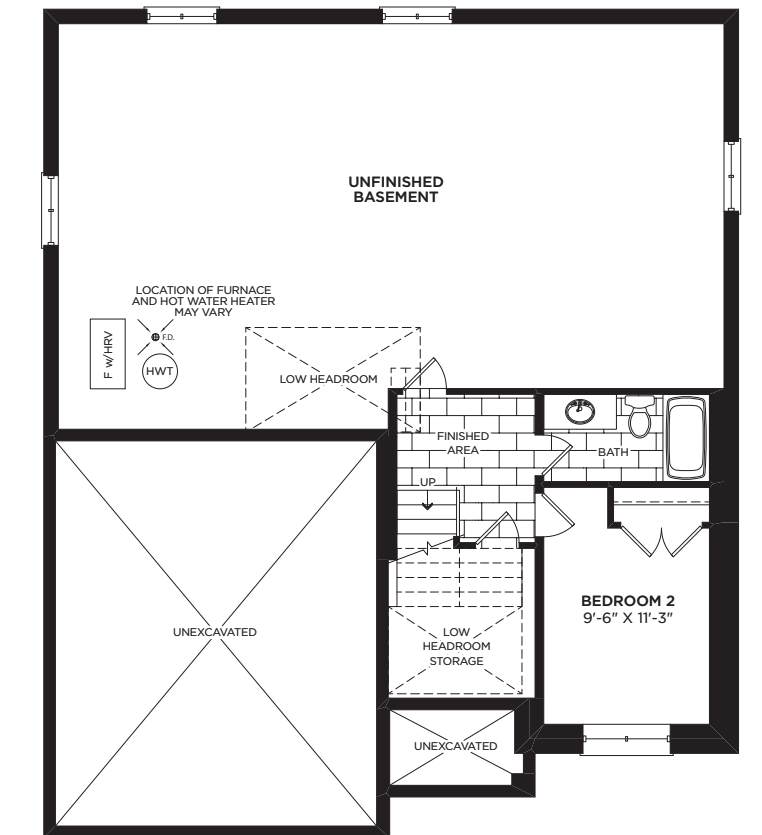 UNFINISHED
BASEMENT
LOCATION OF FURNACE
AND HOT WATER HEATER
MAY VARY
F w/HRV
F.D.
HWT
LOW HEADROOM
FINISHED
AREA
BATH
UP
BEDROOM 2
9'-6" X 11'-3"
UNEXCAVATED
LOW
HEADROOM
STORAGE
UNEXCAVATED